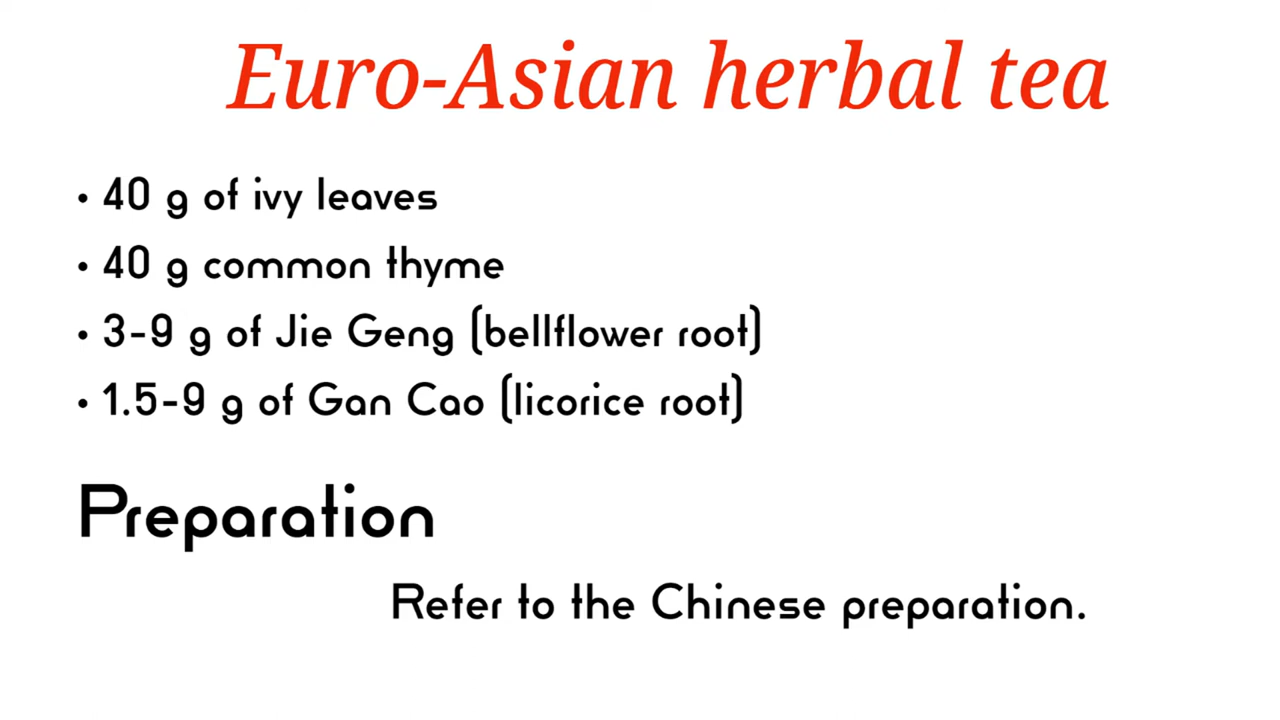 Euro-Asian herbal tea
• 40 g of ivy leaves
• 40 g common thyme
• 3-9 g of Jie Geng (bellflower root)
• 1.5-9 g of Gan Cao (licorice root)
Preparation
Refer to the Chinese preparation.